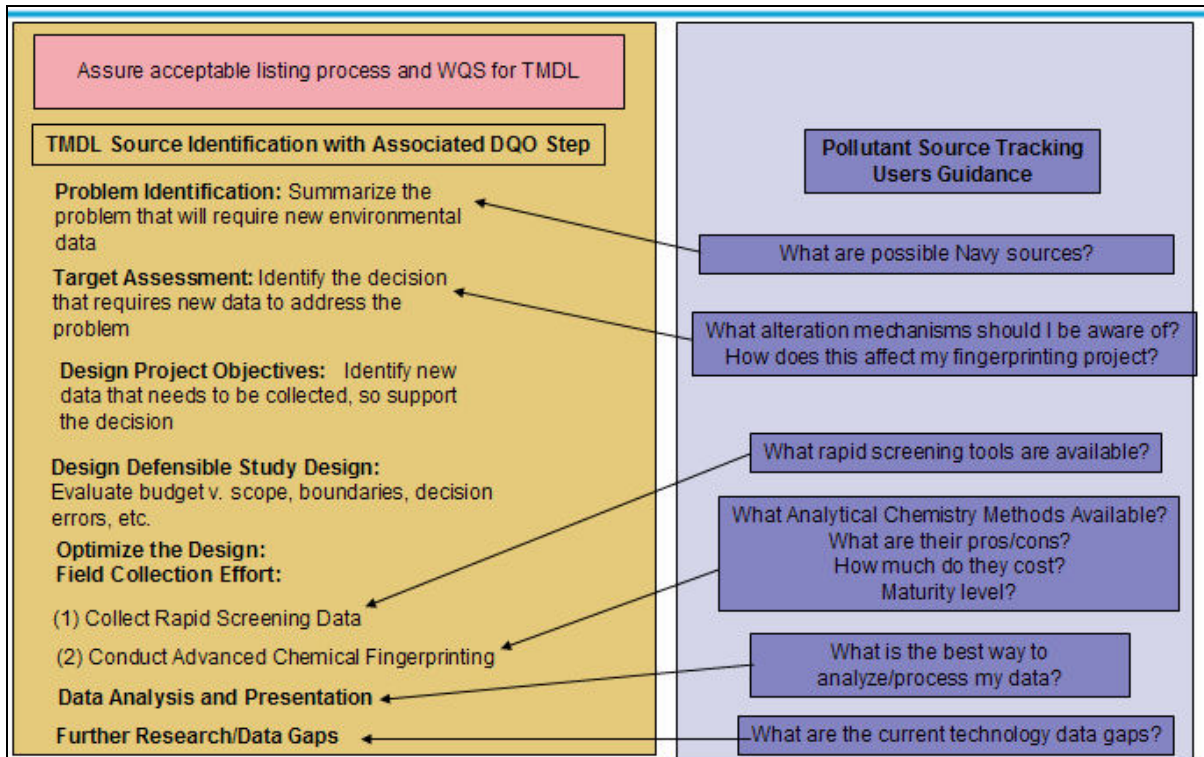 Assure acceptable listing process and WQS for TMDL
TMDL Source Identification with Associated DQO Step
Problem Identification: Summarize the
problem that will require new environmental
data
Target Assessment: Identify the decision
that requires new data to address the
problem
Design Project Objectives: Identify new
data that needs to be collected, so support
the decision
Design Defensible Study Design:
Evaluate budget v. scope, boundaries, decision
errors, etc.
Optimize the Design:
Field Collection Effort:
(1) Collect Rapid Screening Data
(2) Conduct Advanced Chemical Fingerprinting
Data Analysis and Presentation
Further Research/Data Gaps
Pollutant Source Tracking
Users Guidance
What are possible Navy sources?
What alteration mechanisms should I be aware of?
How does this affect my fingerprinting project?
What rapid screening tools are available?
What Analytical Chemistry Methods Available?
What are their pros/cons?
How much do they cost?
Maturity level?
What is the best way to
analyze/process my data?
What are the current technology data gaps?